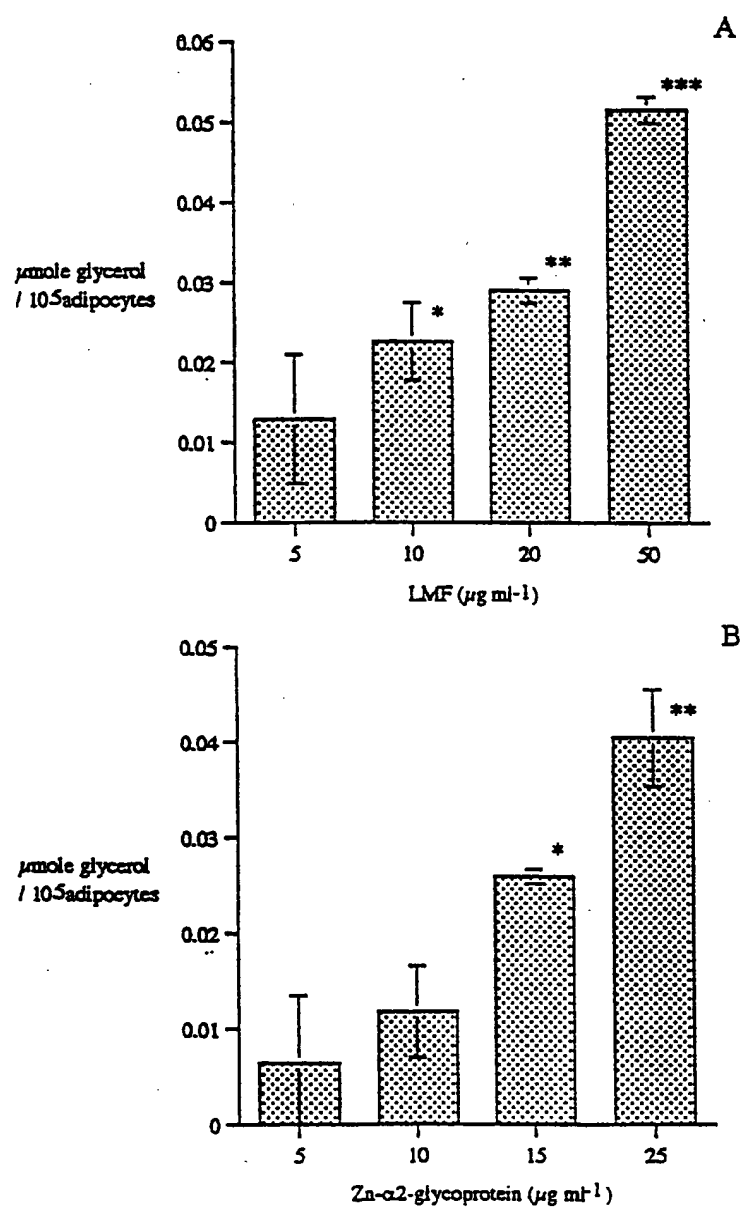 A
0.06
0.05
0.04
0.03
0.02
0.01
0
μmole glycerol
/ 10⁵adipocytes
*
**
***
5 10 20 50
LMF (μg ml-1)
B
0.05
0.04
0.03
0.02
0.01
0
μmole glycerol
/ 10⁵adipocytes
*
**
5 10 15 25
Zn-α2-glycoprotein (μg ml-1)